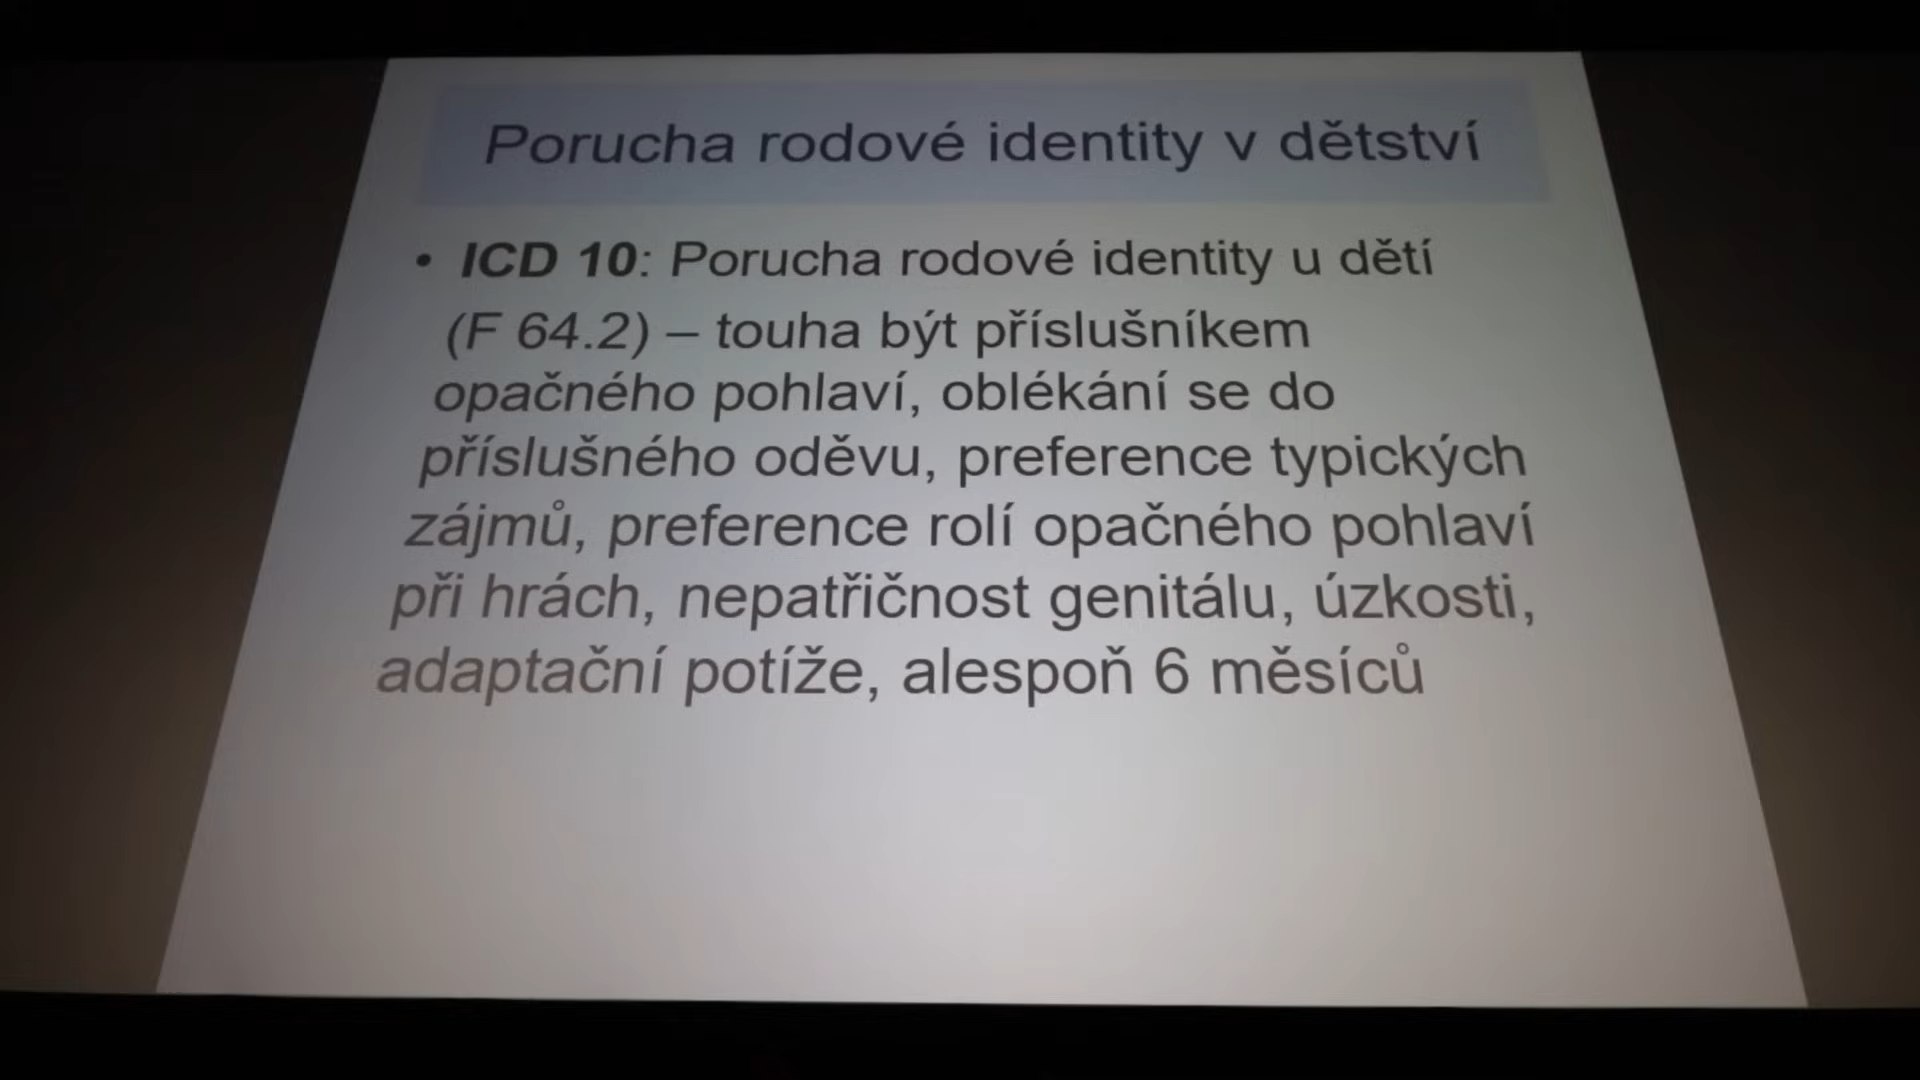 Porucha rodové identity v dětství
• ICD 10: Porucha rodové identity u dětí
(F 64.2) – touha být příslušníkem
opačného pohlaví, oblékání se do
příslušného oděvu, preference typických
zájmů, preference rolí opačného pohlaví
při hrách, nepatřičnost genitálu, úzkosti,
adaptační potíže, alespoň 6 měsíců